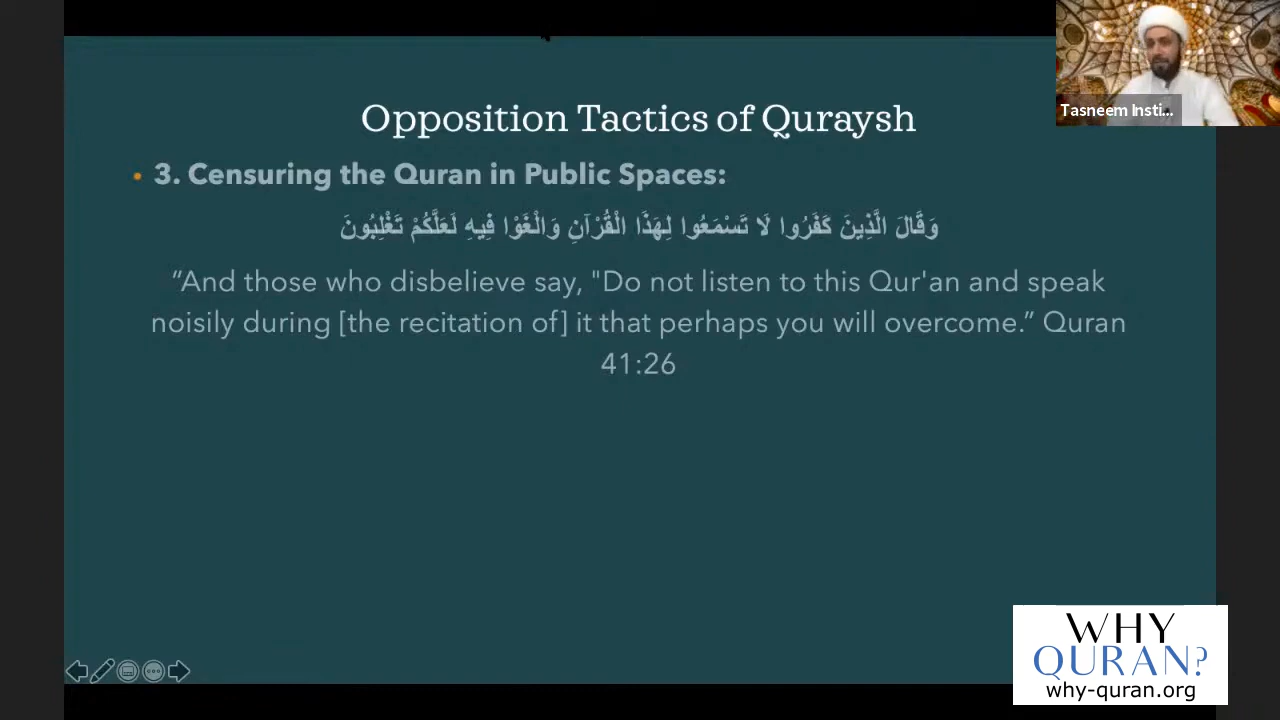 Opposition Tactics of Quraysh
Tasneem Insti...
• 3. Censuring the Quran in Public Spaces:
وَقَالَ الَّذِينَ كَفَرُوا لَا تَسْمَعُوا لِهَذَا الْقُرْآنِ وَالْغَوْا فِيهِ لَعَلَّكُمْ تَغْلِبُونَ
“And those who disbelieve say, "Do not listen to this Qur'an and speak
noisily during [the recitation of] it that perhaps you will overcome.” Quran
41:26
WHY
QURAN?
why-quran.org